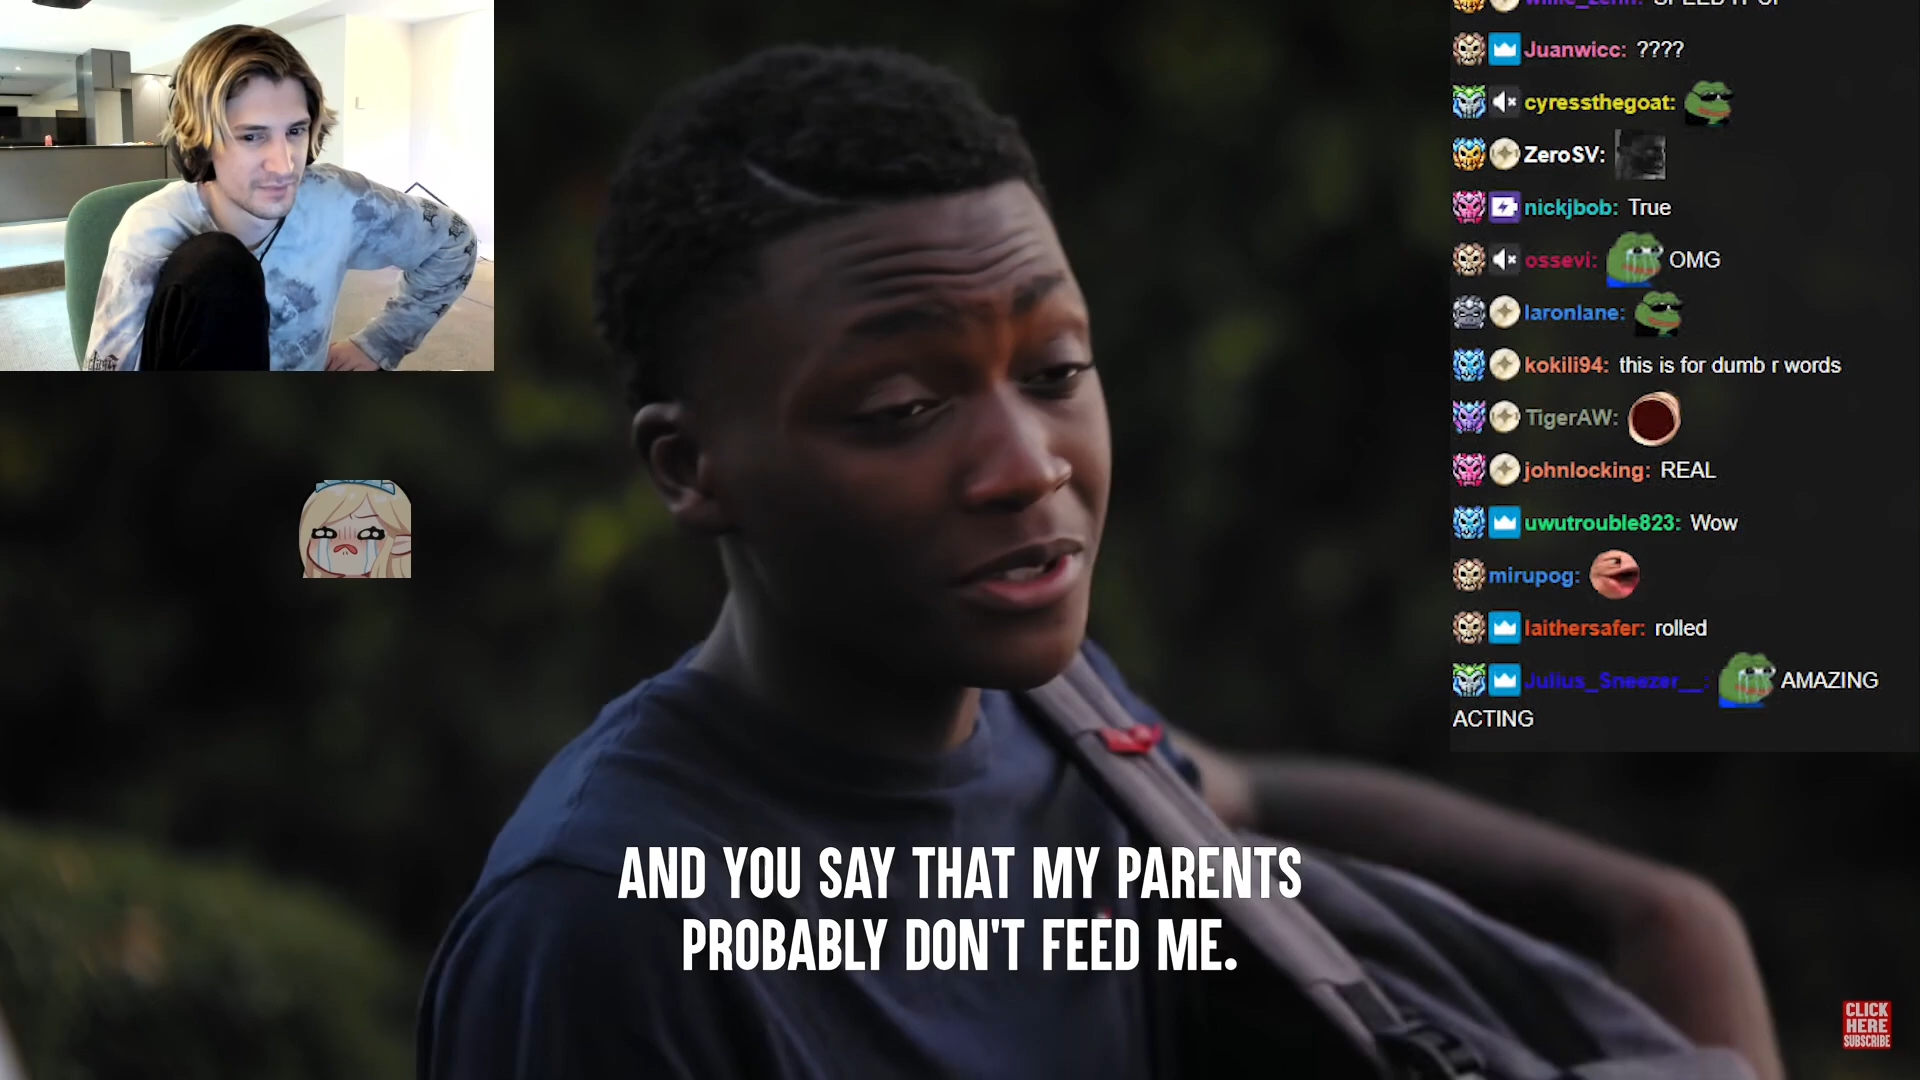 Juanwicc: ????
cyressthegoat:
ZeroSV:
nickjbob: True
ossevi: OMG
laronlane:
kokili94: this is for dumb r words
TigerAW:
johnlocking: REAL
uwutrouble823: Wow
mirupog:
laithersafer: rolled
Julius_Sneezer__: AMAZING
ACTING
AND YOU SAY THAT MY PARENTS
PROBABLY DON'T FEED ME.
CLICK
HERE
SUBSCRIBE